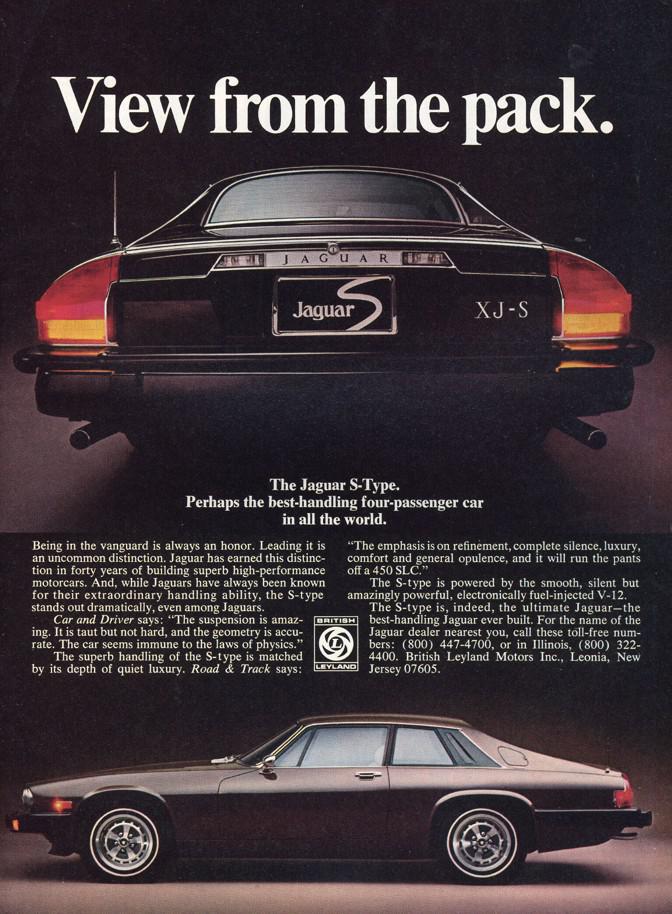 View from the pack.
JAGUAR
Jaguar S
XJ-S
The Jaguar S-Type.
Perhaps the best-handling four-passenger car
in all the world.
Being in the vanguard is always an honor. Leading it is
an uncommon distinction. Jaguar has earned this distinc-
tion in forty years of building superb high-performance
motorcars. And, while Jaguars have always been known
for their extraordinary handling ability, the S-type
stands out dramatically, even among Jaguars.
Car and Driver says: “The suspension is amaz-
ing. It is taut but not hard, and the geometry is accu-
rate. The car seems immune to the laws of physics.”
The superb handling of the S-type is matched
by its depth of quiet luxury. Road & Track says:
“The emphasis is on refinement, complete silence, luxury,
comfort and general opulence, and it will run the pants
off a 450 SLC.”
The S-type is powered by the smooth, silent but
amazingly powerful, electronically fuel-injected V-12.
The S-type is, indeed, the ultimate Jaguar—the
best-handling Jaguar ever built. For the name of the
Jaguar dealer nearest you, call these toll-free num-
bers: (800) 447-4700, or in Illinois, (800) 322-
4400. British Leyland Motors Inc., Leonia, New
Jersey 07605.
BRITISH
L
LEYLAND